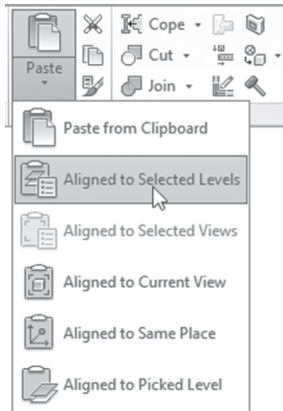 Paste
Cope
Cut
Join
Paste from Clipboard
Aligned to Selected Levels
Aligned to Selected Views
Aligned to Current View
Aligned to Same Place
Aligned to Picked Level